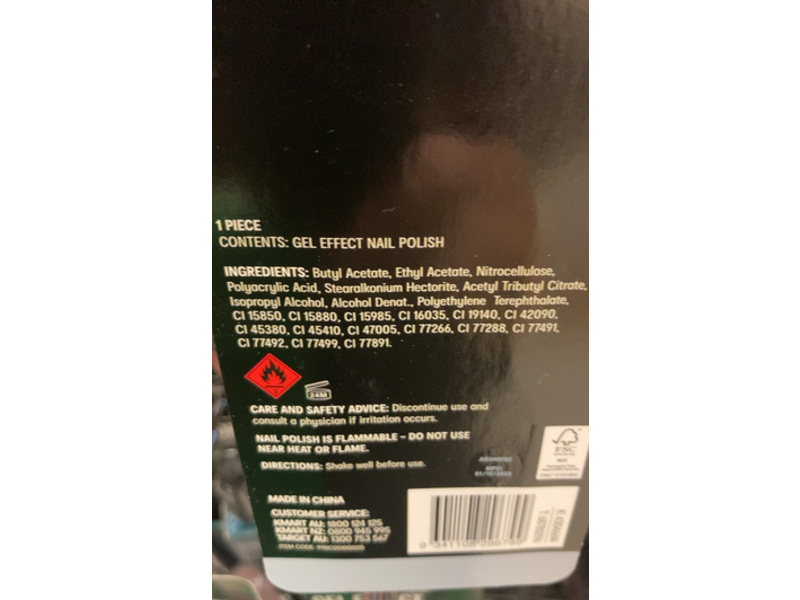 1 PIECE
CONTENTS: GEL EFFECT NAIL POLISH
INGREDIENTS: Butyl Acetate, Ethyl Acetate, Nitrocellulose,
Polyacrylic Acid, Stearalkonium Hectorite, Acetyl Tributyl Citrate,
Isopropyl Alcohol, Alcohol Denat., Polyethylene Terephthalate,
CI 15850, CI 15880, CI 15985, CI 16035, CI 19140, CI 42090,
CI 45380, CI 45410, CI 47005, CI 77266, CI 77288, CI 77491,
CI 77492, CI 77499, CI 77891.
24M
CARE AND SAFETY ADVICE: Discontinue use and
consult a physician if irritation occurs.
NAIL POLISH IS FLAMMABLE – DO NOT USE
NEAR HEAT OR FLAME.
DIRECTIONS: Shake well before use.
FSC
MIX
MADE IN CHINA
CUSTOMER SERVICE:
KMART AU: 1800 124 125
KMART NZ: 0800 945 995
TARGET AU: 1300 753 567
ITEM CODE: